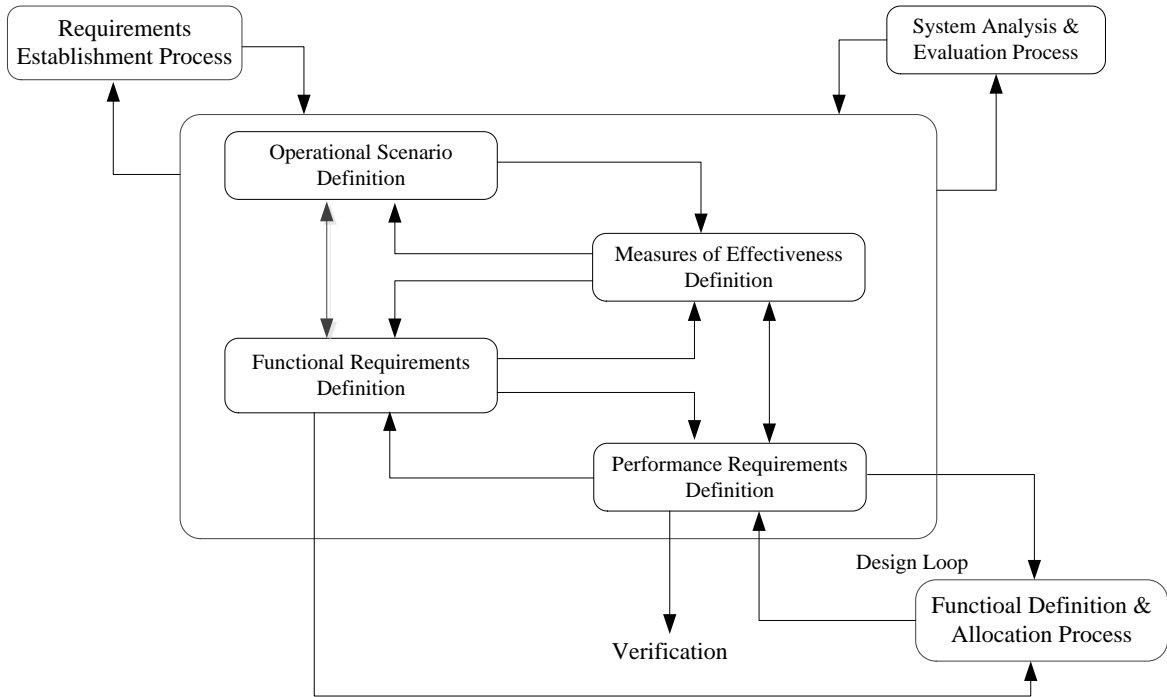 Requirements
Establishment Process
System Analysis &
Evaluation Process
Operational Scenario
Definition
Measures of Effectiveness
Definition
Functional Requirements
Definition
Performance Requirements
Definition
Design Loop
Functioal Definition &
Allocation Process
Verification